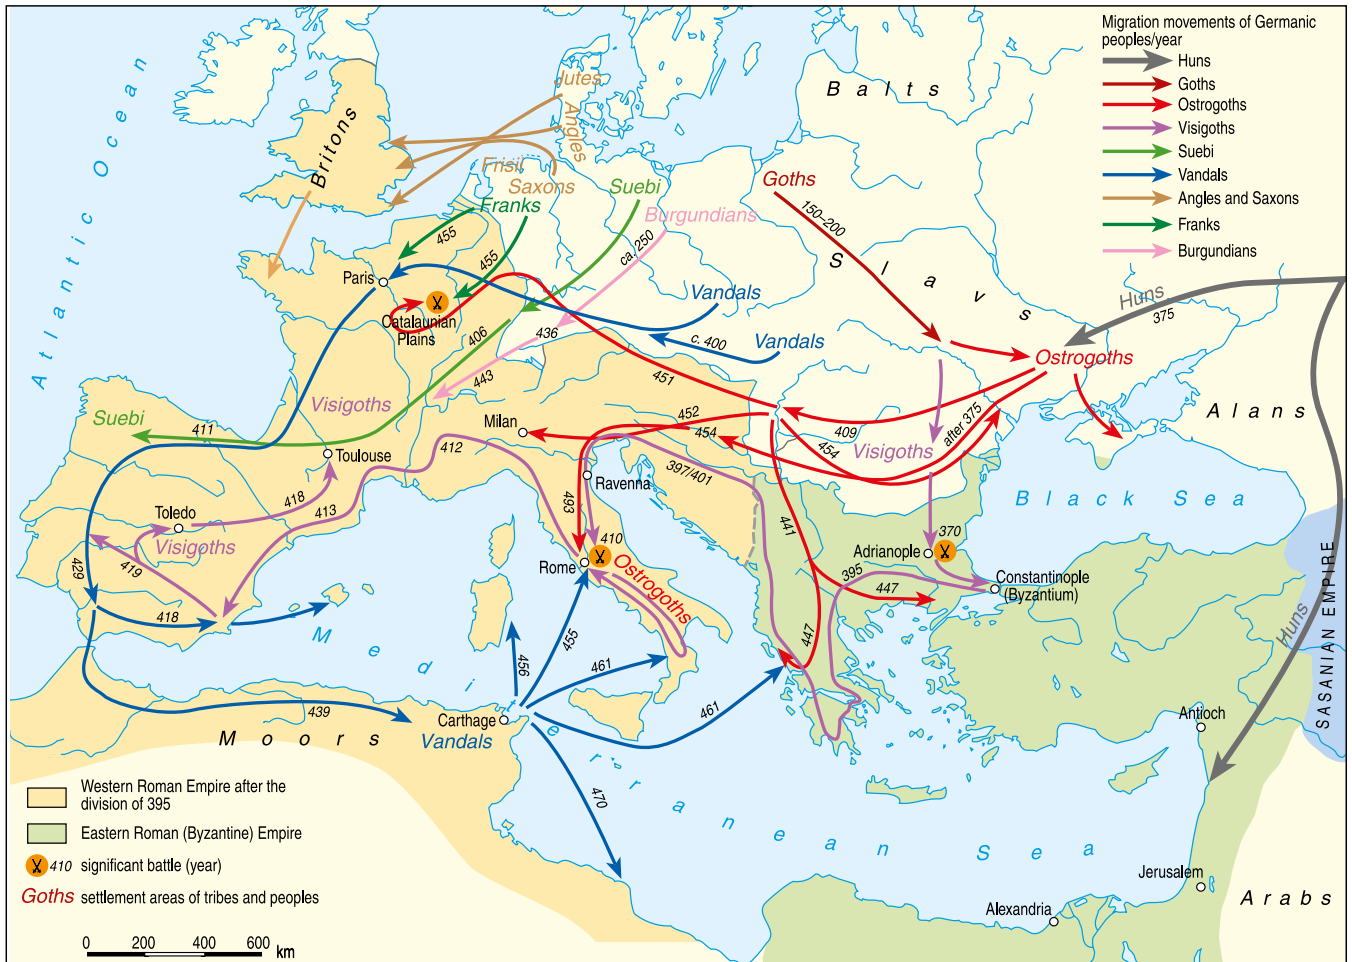 Migration movements of Germanic
peoples/year
Huns
Goths
Ostrogoths
Visigoths
Suebi
Vandals
Angles and Saxons
Franks
Burgundians
Atlantic Ocean
Britons
Jutes
Angles
Frisii
Saxons
Franks
Suebi
Burgundians
Goths
Balts
Slavs
150–200
ca. 250
455
455
Paris
Catalaunian
Plains
406
436
443
Vandals
Vandals
c. 400
451
Huns
375
Ostrogoths
Alans
Suebi
411
Visigoths
Milan
Toulouse
412
452
454
409
454
after 375
Visigoths
397/401
Ravenna
493
410
Rome
Ostrogoths
418
413
Toledo
Visigoths
419
429
418
441
Adrianople
370
395
447
447
Constantinople
(Byzantium)
Black Sea
SASANIAN EMPIRE
Huns
Mediterranean Sea
456
455
461
461
439
Carthage
Vandals
Moors
470
Antioch
Jerusalem
Alexandria
Arabs
Western Roman Empire after the
division of 395
Eastern Roman (Byzantine) Empire
410 significant battle (year)
Goths settlement areas of tribes and peoples
0 200 400 600 km